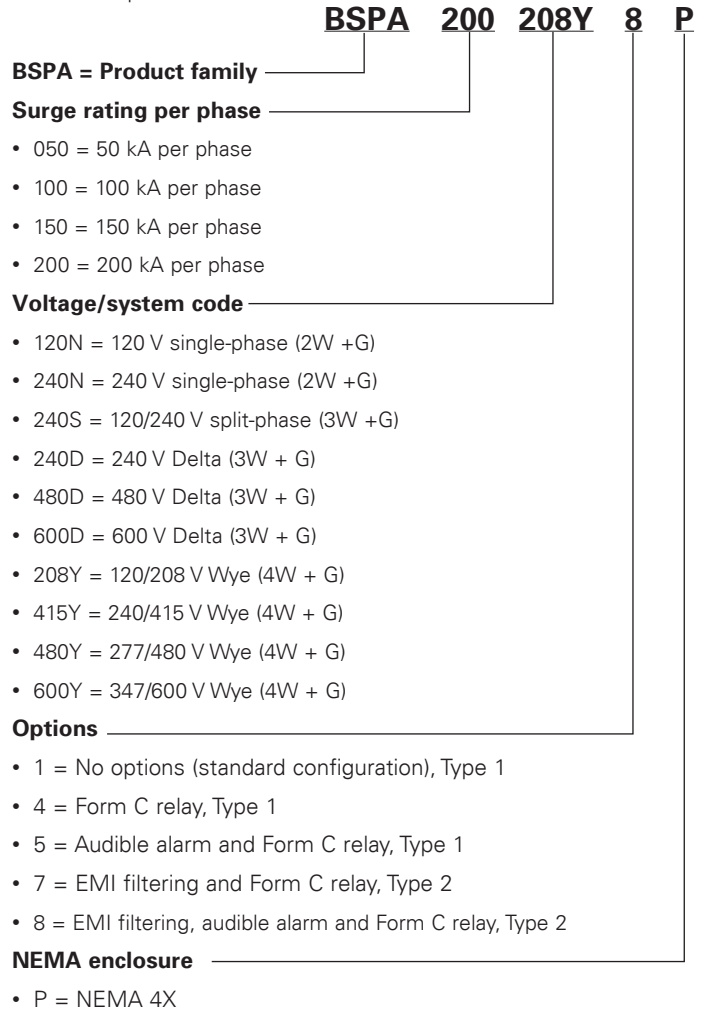 BSPA 200 208Y 8 P
BSPA = Product family
Surge rating per phase
• 050 = 50 kA per phase
• 100 = 100 kA per phase
• 150 = 150 kA per phase
• 200 = 200 kA per phase
Voltage/system code
• 120N = 120 V single-phase (2W +G)
• 240N = 240 V single-phase (2W +G)
• 240S = 120/240 V split-phase (3W +G)
• 240D = 240 V Delta (3W + G)
• 480D = 480 V Delta (3W + G)
• 600D = 600 V Delta (3W + G)
• 208Y = 120/208 V Wye (4W + G)
• 415Y = 240/415 V Wye (4W + G)
• 480Y = 277/480 V Wye (4W + G)
• 600Y = 347/600 V Wye (4W + G)
Options
• 1 = No options (standard configuration), Type 1
• 4 = Form C relay, Type 1
• 5 = Audible alarm and Form C relay, Type 1
• 7 = EMI filtering and Form C relay, Type 2
• 8 = EMI filtering, audible alarm and Form C relay, Type 2
NEMA enclosure
• P = NEMA 4X